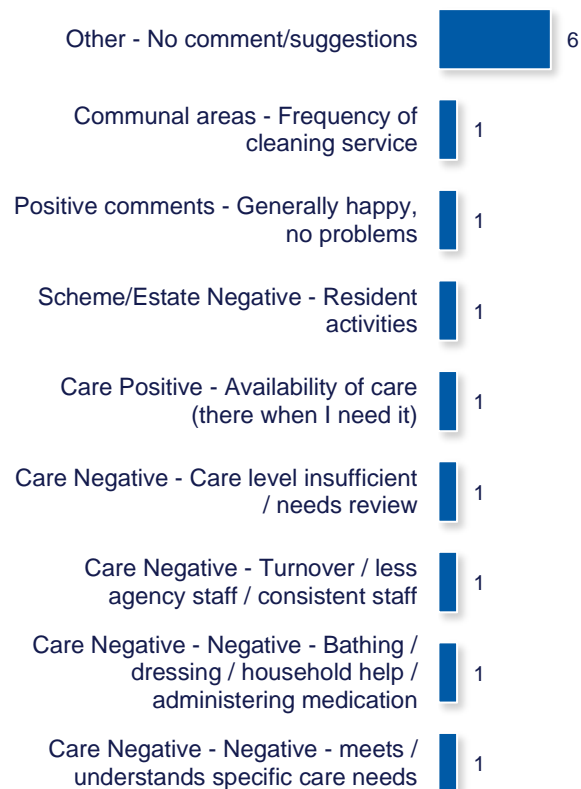 Other - No comment/suggestions 6
Communal areas - Frequency of
cleaning service 1
Positive comments - Generally happy,
no problems 1
Scheme/Estate Negative - Resident
activities 1
Care Positive - Availability of care
(there when I need it) 1
Care Negative - Care level insufficient
/ needs review 1
Care Negative - Turnover / less
agency staff / consistent staff 1
Care Negative - Negative - Bathing /
dressing / household help / 1
administering medication
Care Negative - Negative - meets /
understands specific care needs 1